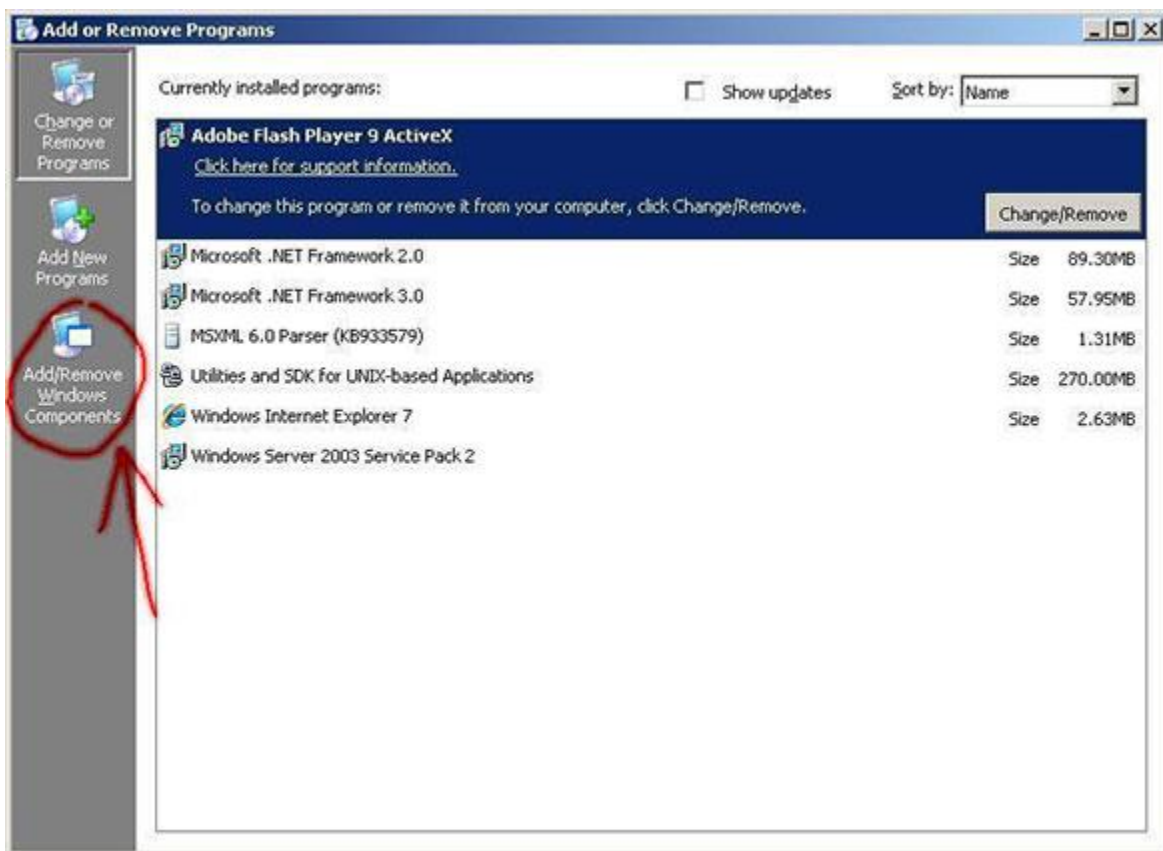 Add or Remove Programs
Change or
Remove
Programs
Add New
Programs
Add/Remove
Windows
Components
Currently installed programs:
Show updates
Sort by: Name
Adobe Flash Player 9 ActiveX
Click here for support information.
To change this program or remove it from your computer, click Change/Remove.
Change/Remove
Microsoft .NET Framework 2.0 Size 89.30MB
Microsoft .NET Framework 3.0 Size 57.95MB
MSXML 6.0 Parser (KB933579) Size 1.31MB
Utilities and SDK for UNIX-based Applications Size 270.00MB
Windows Internet Explorer 7 Size 2.63MB
Windows Server 2003 Service Pack 2